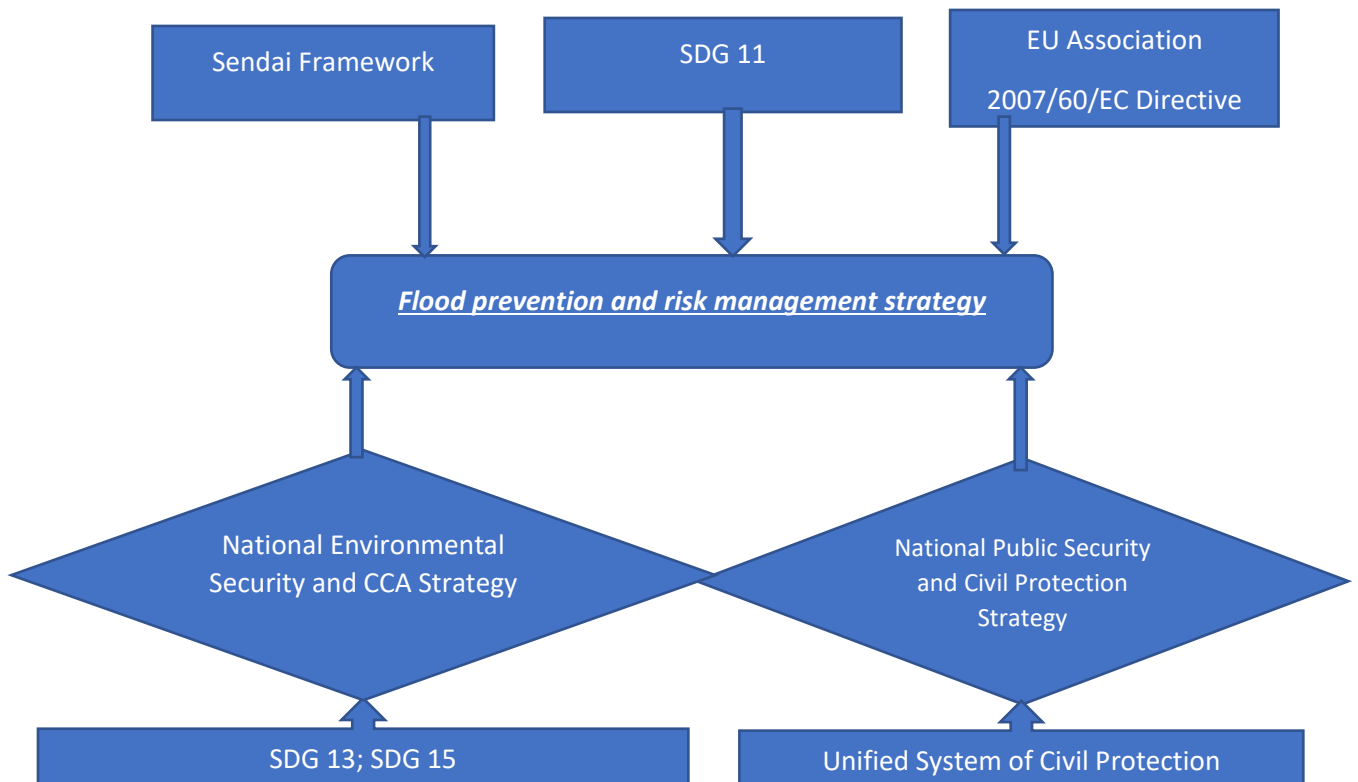 Sendai Framework
SDG 11
EU Association
2007/60/EC Directive
Flood prevention and risk management strategy
National Environmental
Security and CCA Strategy
National Public Security
and Civil Protection
Strategy
SDG 13; SDG 15
Unified System of Civil Protection